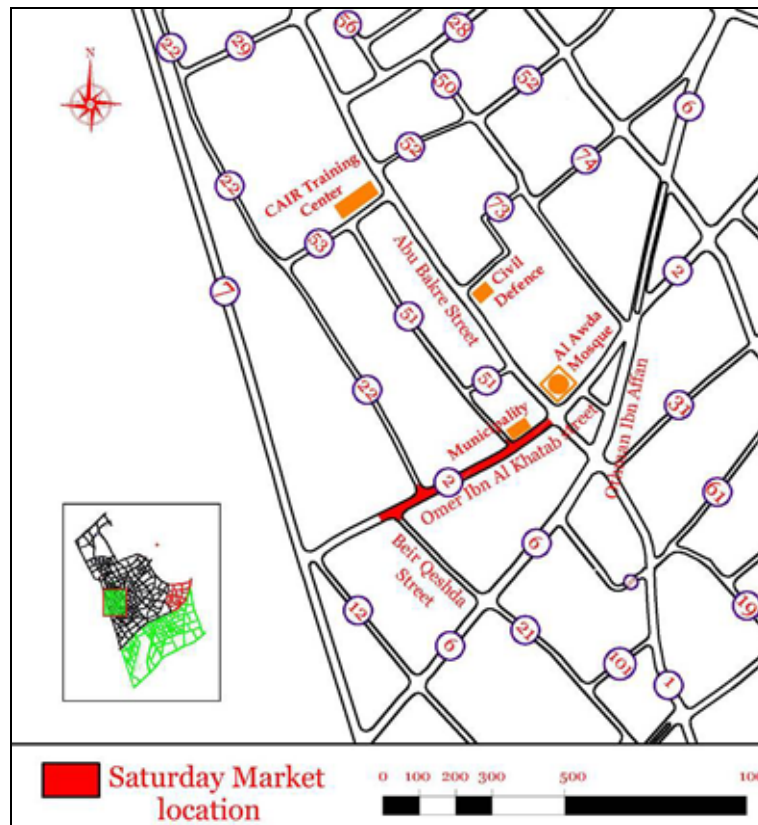 56
28
22
29
N
50
52
6
52
74
CAIR Training
Center
22
73
53
Abu Bakre Street
Civil
Defence
2
7
51
Al Awda
Mosque
22
51
31
Othman Ibn Affan
Municipality
Omer Ibn Al Khatab street
2
61
6
Beir Qeshda
Street
12
21
19
6
101
1
Saturday Market
location
0 100 200 300 500 100